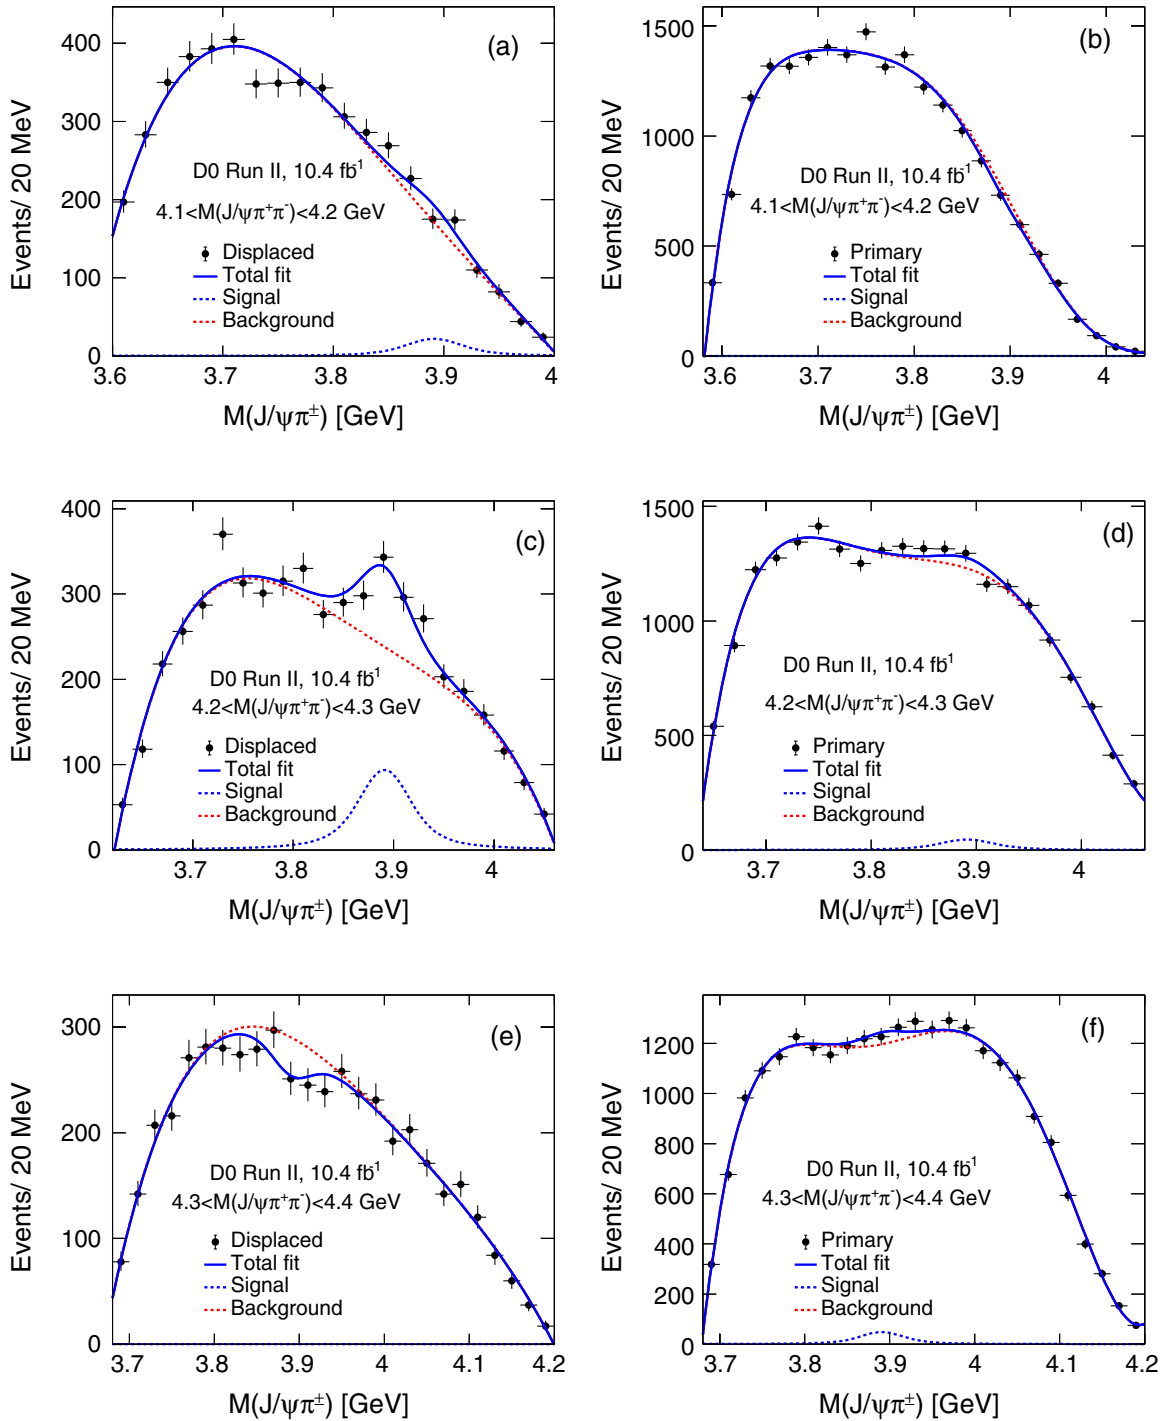 Events/ 20 MeV
400
300
200
100
0
(a)
D0 Run II, 10.4 fb⁻¹
4.1<M(J/ψπ⁺π⁻)<4.2 GeV
Displaced
Total fit
Signal
Background
3.6 3.7 3.8 3.9 4
M(J/ψπ±) [GeV]
Events/ 20 MeV
1500
1000
500
0
(b)
D0 Run II, 10.4 fb⁻¹
4.1<M(J/ψπ⁺π⁻)<4.2 GeV
Primary
Total fit
Signal
Background
3.6 3.7 3.8 3.9 4
M(J/ψπ±) [GeV]
Events/ 20 MeV
400
300
200
100
0
(c)
D0 Run II, 10.4 fb⁻¹
4.2<M(J/ψπ⁺π⁻)<4.3 GeV
Displaced
Total fit
Signal
Background
3.7 3.8 3.9 4
M(J/ψπ±) [GeV]
Events/ 20 MeV
1500
1000
500
0
(d)
D0 Run II, 10.4 fb⁻¹
4.2<M(J/ψπ⁺π⁻)<4.3 GeV
Primary
Total fit
Signal
Background
3.7 3.8 3.9 4
M(J/ψπ±) [GeV]
Events/ 20 MeV
300
200
100
0
(e)
D0 Run II, 10.4 fb⁻¹
4.3<M(J/ψπ⁺π⁻)<4.4 GeV
Displaced
Total fit
Signal
Background
3.7 3.8 3.9 4 4.1 4.2
M(J/ψπ±) [GeV]
Events/ 20 MeV
1200
1000
800
600
400
200
0
(f)
D0 Run II, 10.4 fb⁻¹
4.3<M(J/ψπ⁺π⁻)<4.4 GeV
Primary
Total fit
Signal
Background
3.7 3.8 3.9 4 4.1 4.2
M(J/ψπ±) [GeV]